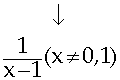 ↓
1/(x−1) (x≠0,1)